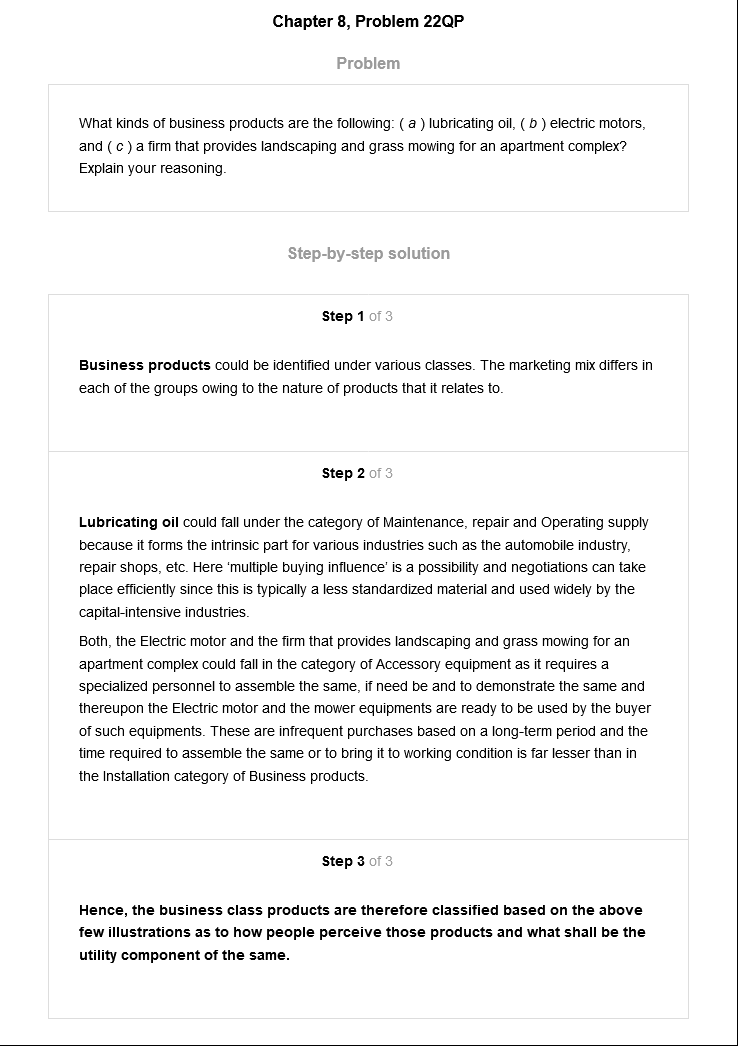 Chapter 8, Problem 22QP
Problem
What kinds of business products are the following: ( a ) lubricating oil, ( b ) electric motors,
and ( c ) a firm that provides landscaping and grass mowing for an apartment complex?
Explain your reasoning.
Step-by-step solution
Step 1 of 3
Business products could be identified under various classes. The marketing mix differs in
each of the groups owing to the nature of products that it relates to.
Step 2 of 3
Lubricating oil could fall under the category of Maintenance, repair and Operating supply
because it forms the intrinsic part for various industries such as the automobile industry,
repair shops, etc. Here ‘multiple buying influence’ is a possibility and negotiations can take
place efficiently since this is typically a less standardized material and used widely by the
capital-intensive industries.
Both, the Electric motor and the firm that provides landscaping and grass mowing for an
apartment complex could fall in the category of Accessory equipment as it requires a
specialized personnel to assemble the same, if need be and to demonstrate the same and
thereupon the Electric motor and the mower equipments are ready to be used by the buyer
of such equipments. These are infrequent purchases based on a long-term period and the
time required to assemble the same or to bring it to working condition is far lesser than in
the Installation category of Business products.
Step 3 of 3
Hence, the business class products are therefore classified based on the above
few illustrations as to how people perceive those products and what shall be the
utility component of the same.